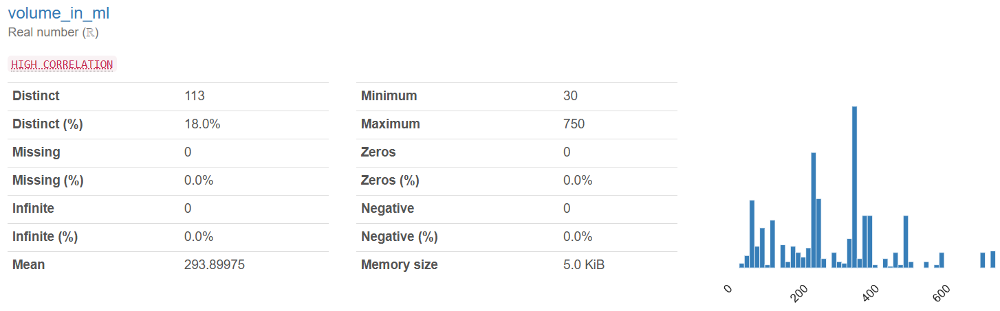 volume_in_ml
Real number (ℝ)
HIGH CORRELATION
Distinct 113
Distinct (%) 18.0%
Missing 0
Missing (%) 0.0%
Infinite 0
Infinite (%) 0.0%
Mean 293.89975
Minimum 30
Maximum 750
Zeros 0
Zeros (%) 0.0%
Negative 0
Negative (%) 0.0%
Memory size 5.0 KiB
0 200 400 600